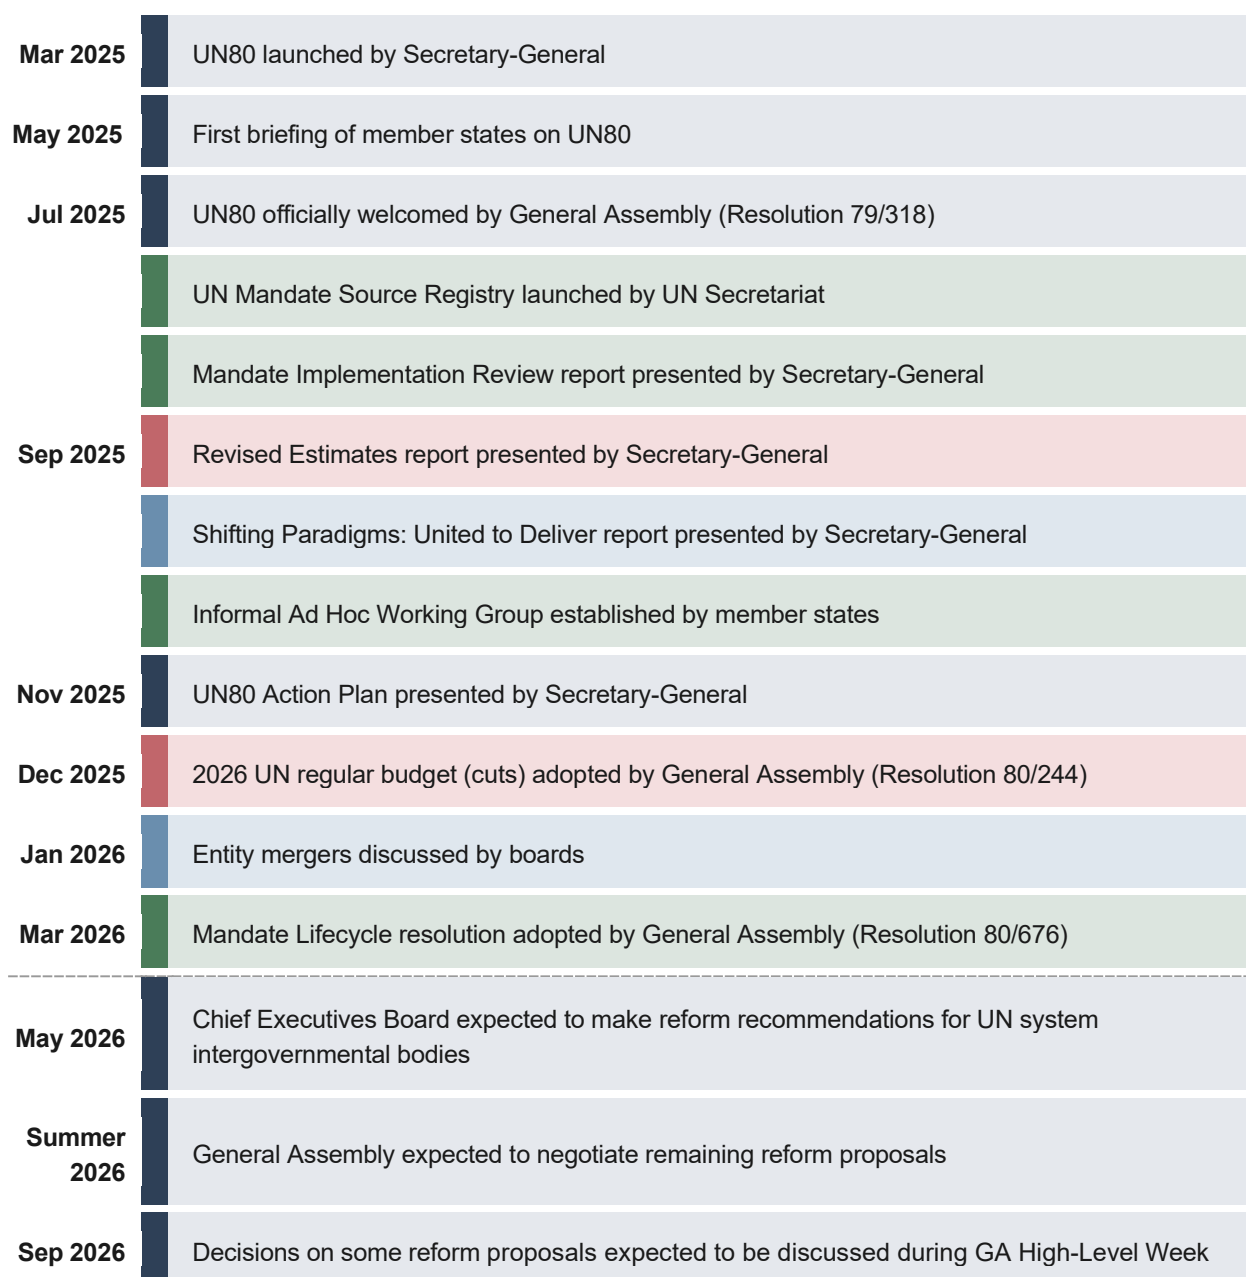 Mar 2025 UN80 launched by Secretary-General
May 2025 First briefing of member states on UN80
Jul 2025 UN80 officially welcomed by General Assembly (Resolution 79/318)
UN Mandate Source Registry launched by UN Secretariat
Mandate Implementation Review report presented by Secretary-General
Sep 2025 Revised Estimates report presented by Secretary-General
Shifting Paradigms: United to Deliver report presented by Secretary-General
Informal Ad Hoc Working Group established by member states
Nov 2025 UN80 Action Plan presented by Secretary-General
Dec 2025 2026 UN regular budget (cuts) adopted by General Assembly (Resolution 80/244)
Jan 2026 Entity mergers discussed by boards
Mar 2026 Mandate Lifecycle resolution adopted by General Assembly (Resolution 80/676)
May 2026
Chief Executives Board expected to make reform recommendations for UN system
intergovernmental bodies
Summer
2026
General Assembly expected to negotiate remaining reform proposals
Sep 2026 Decisions on some reform proposals expected to be discussed during GA High-Level Week